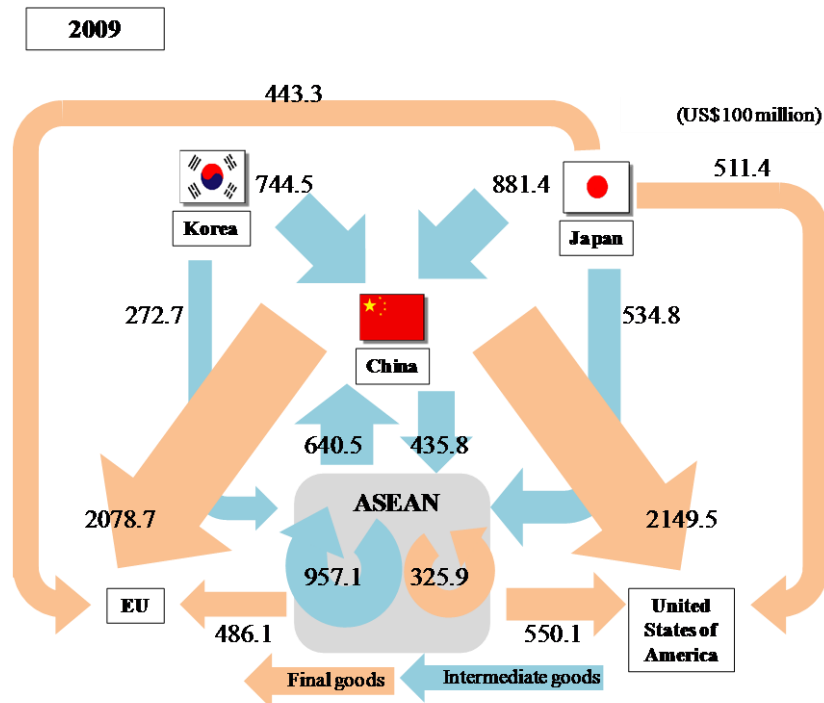 2009
443.3
(US$100 million)
511.4
744.5
881.4
Korea
Japan
272.7
534.8
China
640.5
435.8
ASEAN
2078.7
2149.5
957.1
325.9
EU
United
States of
America
486.1
550.1
Final goods
Intermediate goods